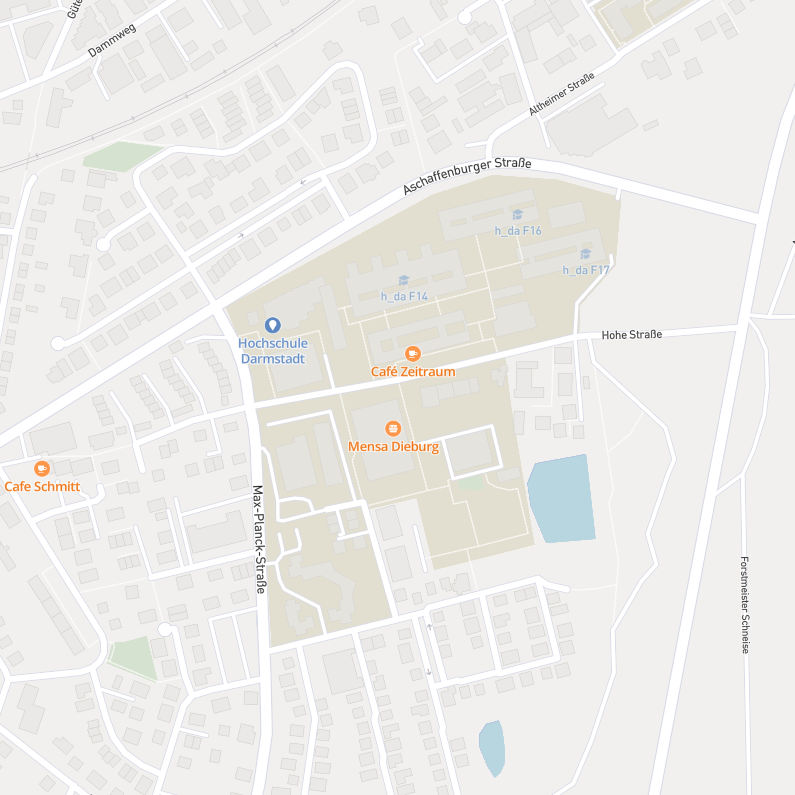 Dammweg
Altheimer Straße
Aschaffenburger Straße
h_da F16
h_da F17
h_da F14
Hochschule
Darmstadt
Hohe Straße
Café Zeitraum
Mensa Dieburg
Cafe Schmitt
Max-Planck-Straße
Forstmeister Schneise